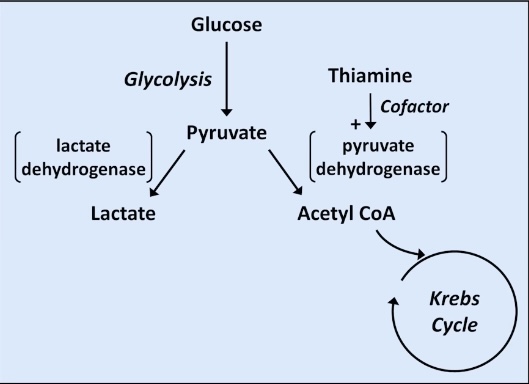 Glucose
Glycolysis
Thiamine
Cofactor
+
Pyruvate
lactate
dehydrogenase
pyruvate
dehydrogenase
Lactate
Acetyl CoA
Krebs
Cycle